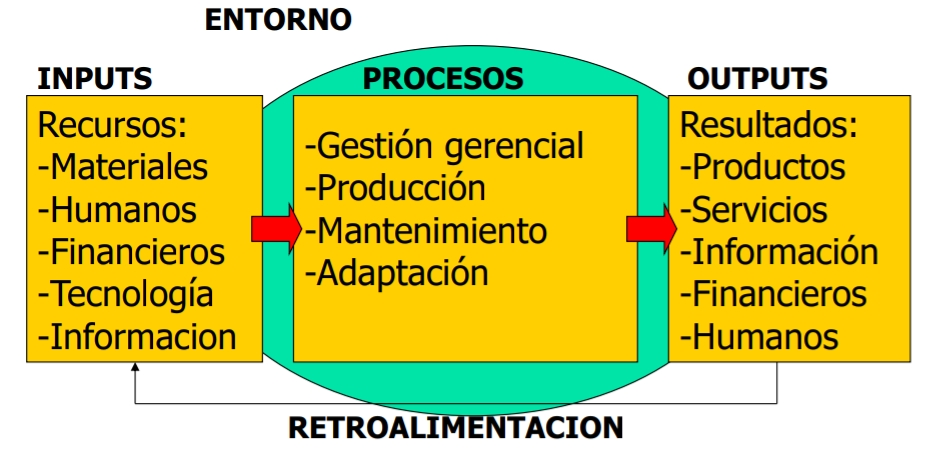 ENTORNO
INPUTS
Recursos:
-Materiales
-Humanos
-Financieros
-Tecnología
-Informacion
PROCESOS
-Gestión gerencial
-Producción
-Mantenimiento
-Adaptación
OUTPUTS
Resultados:
-Productos
-Servicios
-Información
-Financieros
-Humanos
RETROALIMENTACION